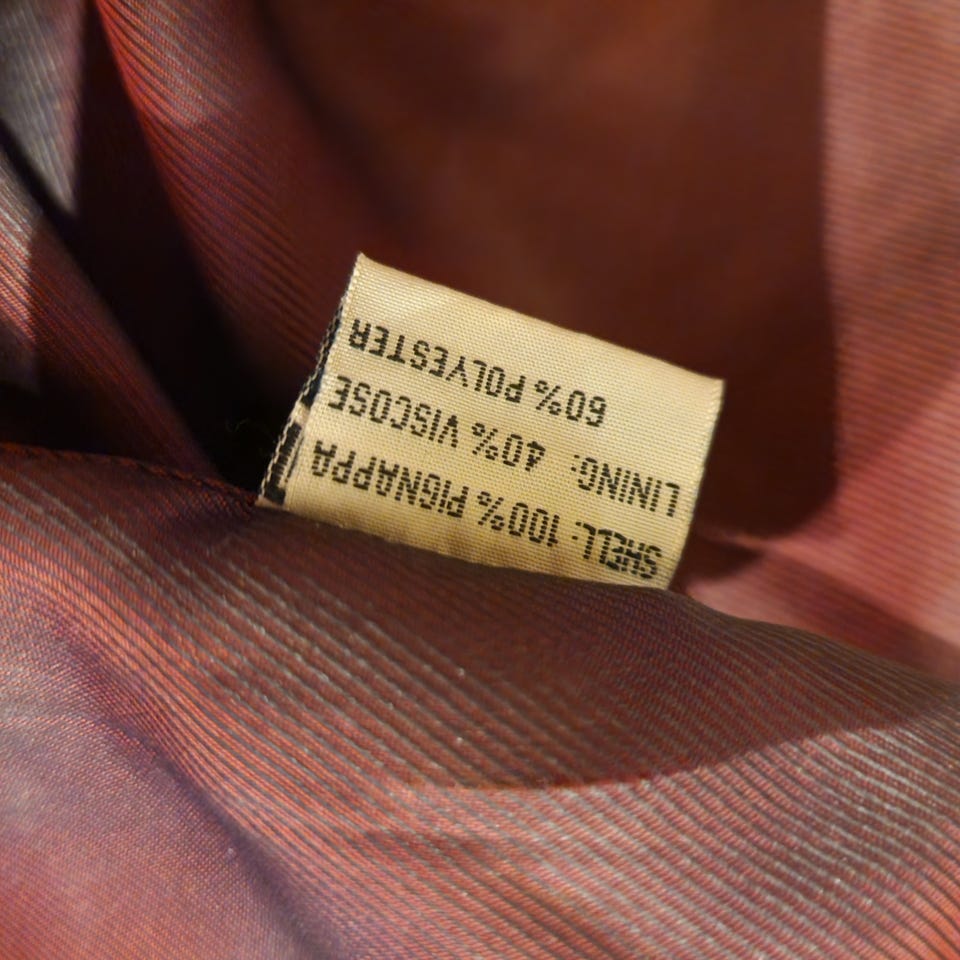 SHELL: 100% PIGNAPPA
LINING: 40% VISCOSE
60% POLYESTER